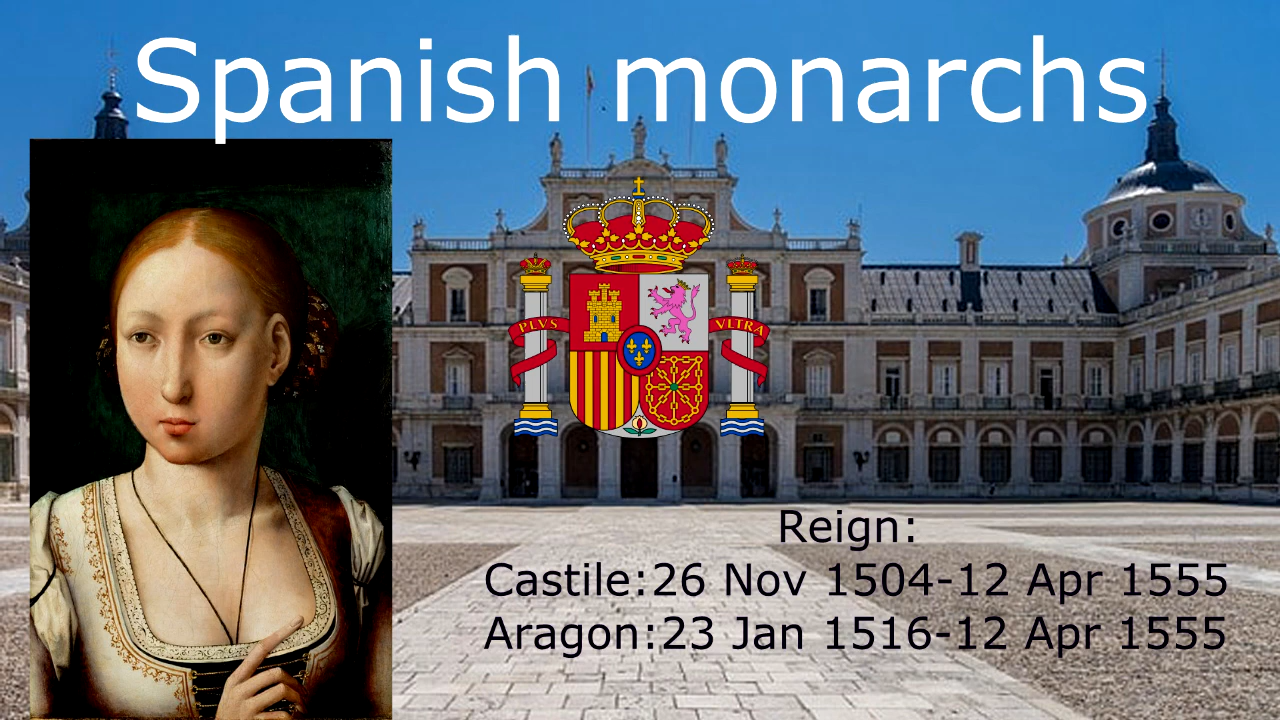 Spanish monarchs
PLVS VLTRA
Reign:
Castile:26 Nov 1504-12 Apr 1555
Aragon:23 Jan 1516-12 Apr 1555